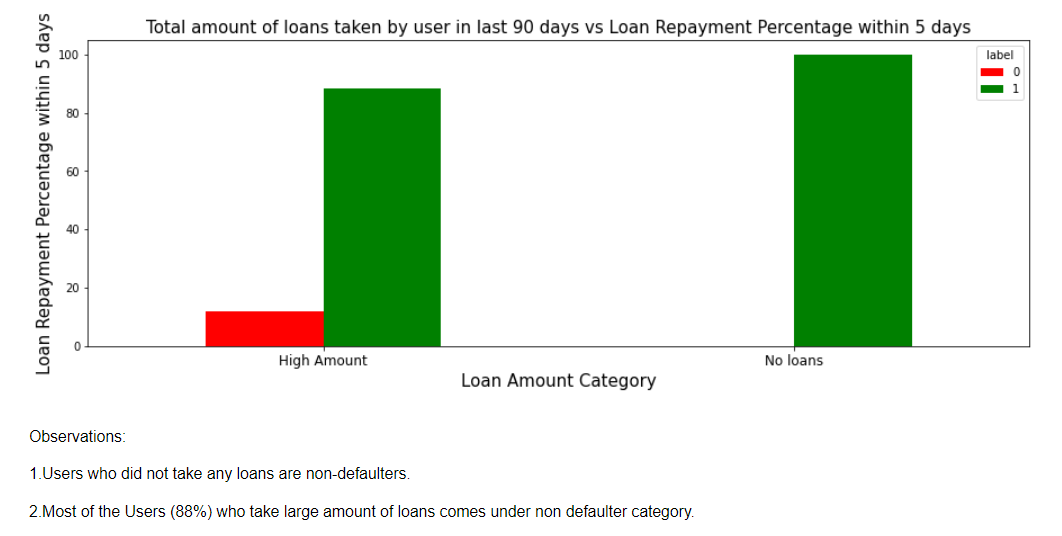 Total amount of loans taken by user in last 90 days vs Loan Repayment Percentage within 5 days
Loan Repayment Percentage within 5 days
100
80
60
40
20
0
label
0
1
High Amount
No loans
Loan Amount Category
Observations:
1.Users who did not take any loans are non-defaulters.
2.Most of the Users (88%) who take large amount of loans comes under non defaulter category.